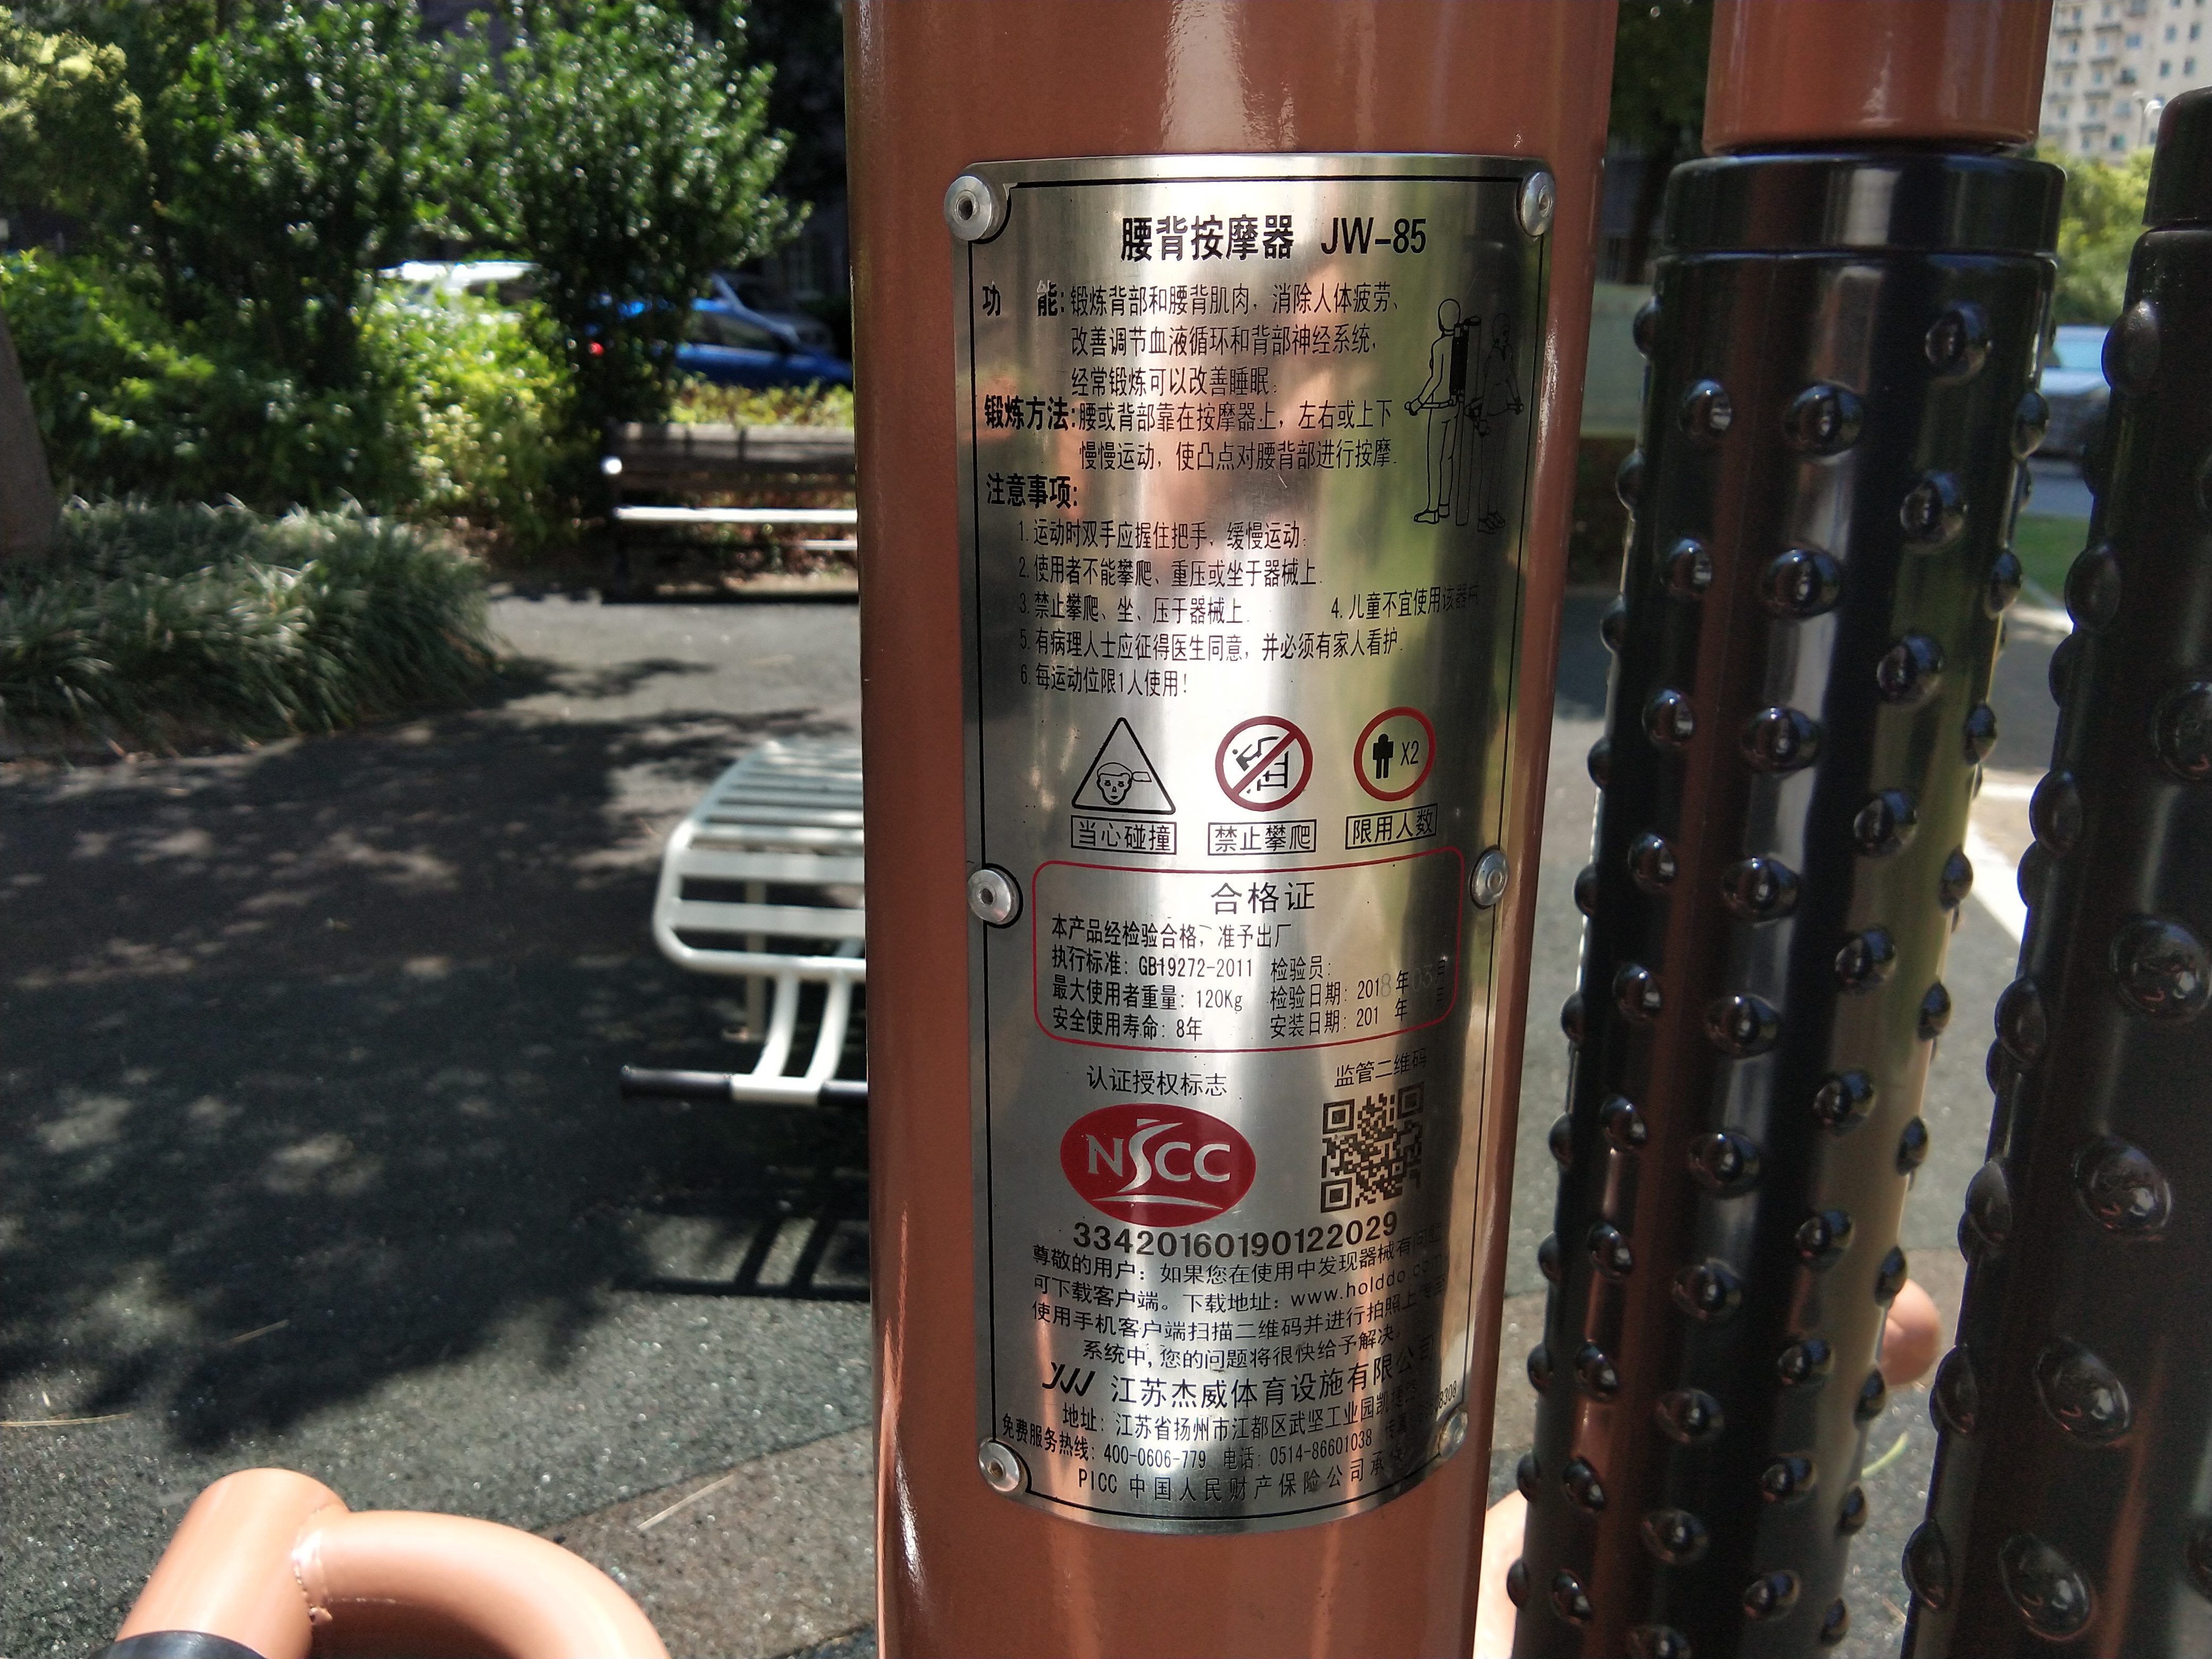 腰背按摩器 JW-85
功 能:锻炼背部和腰背肌肉，消除人体疲劳、
改善调节血液循环和背部神经系统，
经常锻炼可以改善睡眠。
锻炼方法:腰或背部靠在按摩器上，左右或上下
慢慢运动，使凸点对腰背部进行按摩.
注意事项:
1.运动时双手应握住把手，缓慢运动.
2.使用者不能攀爬、重压或坐于器械上.
3.禁止攀爬、坐、压于器械上. 4.儿童不宜使用该器械
5.有病理人士应征得医生同意，并必须有家人看护.
6.每运动位限1人使用!
X2
当心碰撞 禁止攀爬 限用人数
合格证
本产品经检验合格，准予出厂
执行标准: GB19272-2011 检验员:
最大使用者重量: 120Kg 检验日期: 2018年03月
安全使用寿命: 8年 安装日期: 201 年 月
认证授权标志 监管二维码
NSCC
33420160190122029
尊敬的用户：如果您在使用中发现器械有问题
可下载客户端。下载地址：www.holddo.co
使用手机客户端扫描二维码并进行拍照上传至
系统中,您的问题将很快给予解决。
JW 江苏杰威体育设施有限公司
地址: 江苏省扬州市江都区武坚工业园凯
免费服务热线: 400-0606-779 电话: 0514-86601038 传真
PICC 中国人民财产保险公司承